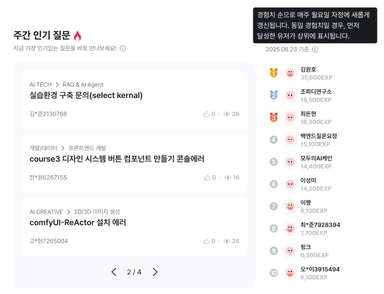 경험치 순으로 매주 월요일 자정에 새롭게
갱신됩니다. 동일 경험치일 경우, 먼저
달성한 유저가 상위에 표시됩니다.
주간 인기 질문
지금 가장 인기있는 질문을 바로 만나보세요!
2025.06.23 기준
AI TECH > RAG & AI Agent
실습환경 구축 문의(select kernal)
김*준2130768
0
26
개발/데이터 > 프론트엔드 개발
course3 디자인 시스템 버튼 컴포넌트 만들기 콘솔에러
전*원6267155
0
16
AI CREATIVE > 2D/3D 이미지 생성
comfyUI-ReActor 설치 에러
고*현7265004
0
26
2 / 4
1
김원호
39,600EXP
2
조피디연구소
18,500EXP
3
최돈현
16,300EXP
4
백엔드질문요정
15,100EXP
5
모두의AI케인
14,400EXP
6
이성미
14,200EXP
7
이짱
8,100EXP
8
최*준7928394
7,700EXP
9
핑크
6,300EXP
10
오*이3915494
6,100EXP